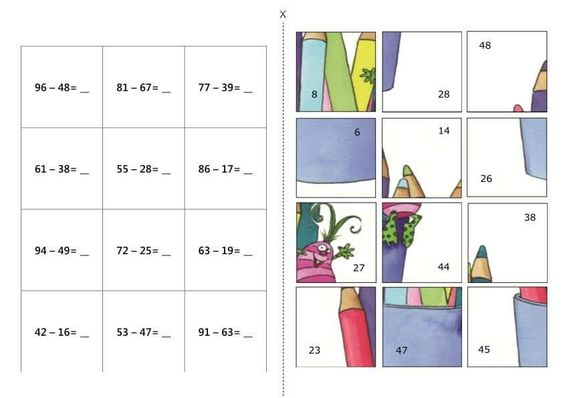 96 – 48= __ 81 – 67= __ 77 – 39= __
61 – 38= __ 55 – 28= __ 86 – 17= __
94 – 49= __ 72 – 25= __ 63 – 19= __
42 – 16= __ 53 – 47= __ 91 – 63= __
8 28 48
6 14 26
27 44 38
23 47 45